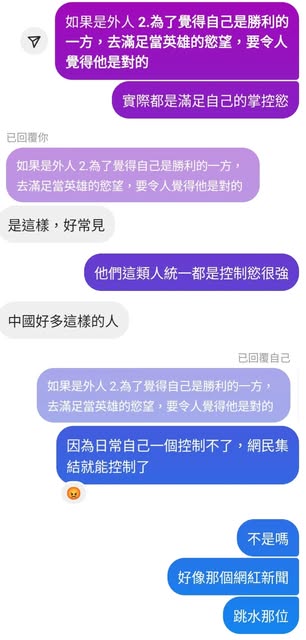 如果是外人 2.為了覺得自己是勝利的
一方，去滿足當英雄的慾望，要令人
覺得他是對的
實際都是滿足自己的掌控慾
已回覆你
如果是外人 2.為了覺得自己是勝利的一方，
去滿足當英雄的慾望，要令人覺得他是對的
是這樣，好常見
他們這類人統一都是控制慾很強
中國好多這樣的人
已回覆自己
如果是外人 2.為了覺得自己是勝利的一方，
去滿足當英雄的慾望，要令人覺得他是對的
因為日常自己一個控制不了，網民集
結就能控制了
不是嗎
好像那個網紅新聞
跳水那位